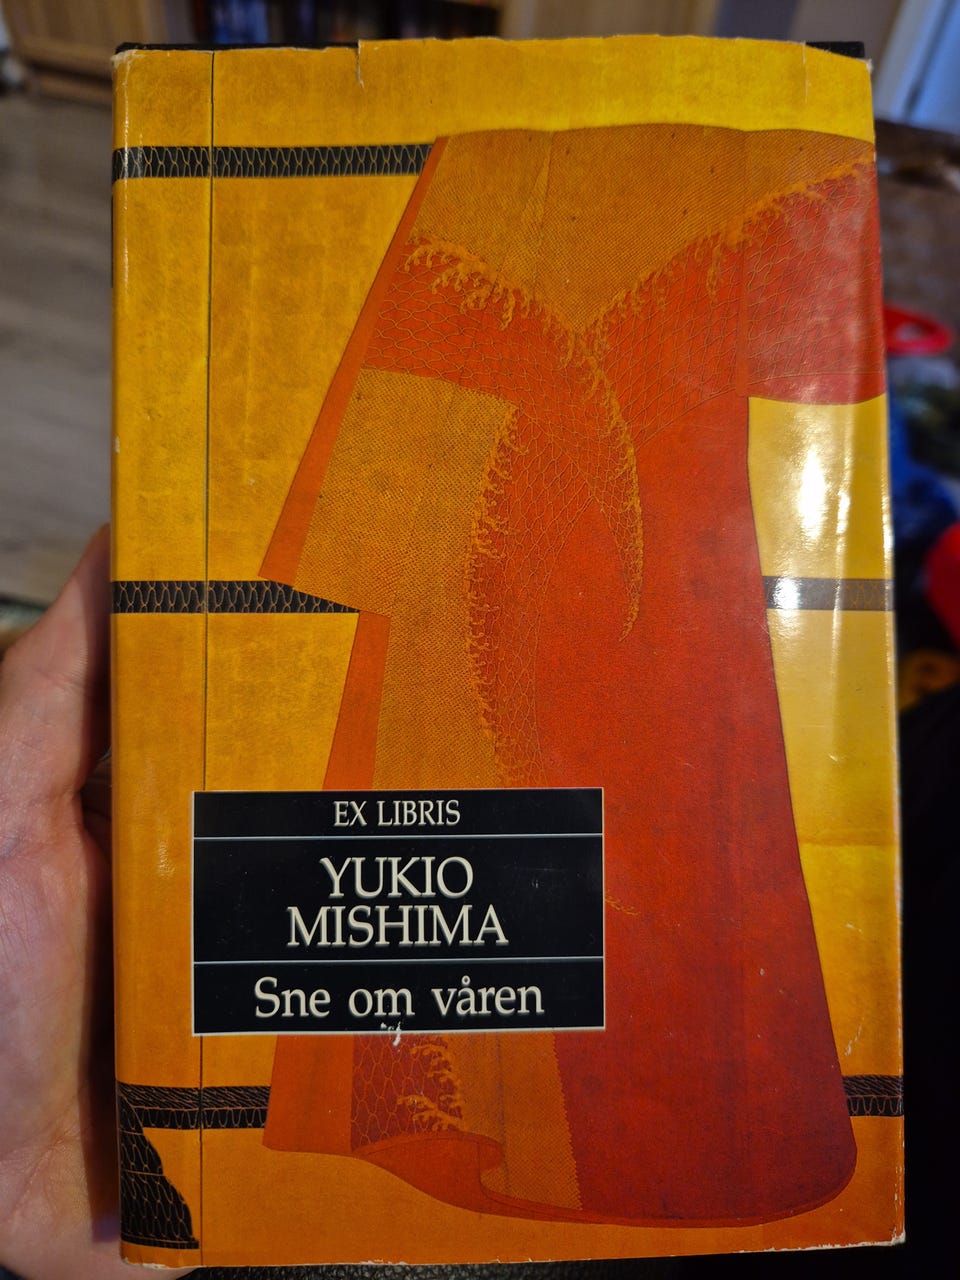 EX LIBRIS
YUKIO
MISHIMA
Sne om våren